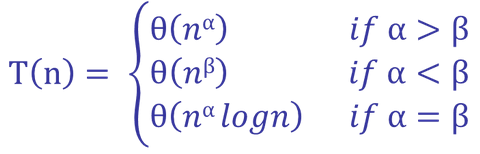 θ(n^α) if α > β
T(n) = { θ(n^β) if α < β
θ(n^α logn) if α = β